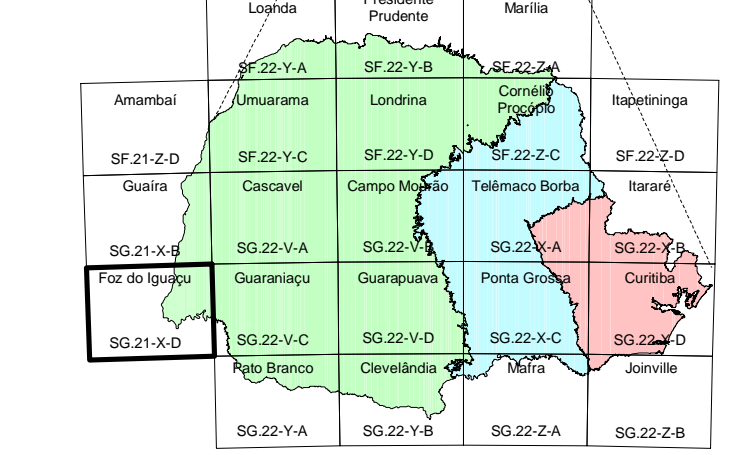 Loanda
Presidente
Prudente
Marília
SF.22-Y-A
SF.22-Y-B
SF.22-Z-A
Amambaí
Umuarama
Londrina
Cornélio
Procópio
Itapetininga
SF.21-Z-D
SF.22-Y-C
SF.22-Y-D
SF.22-Z-C
SF.22-Z-D
Guaíra
Cascavel
Campo Mourão
Telêmaco Borba
Itararé
SG.21-X-B
SG.22-V-A
SG.22-V-B
SG.22-X-A
SG.22-X-B
Foz do Iguaçu
Guaraniaçu
Guarapuava
Ponta Grossa
Curitiba
SG.21-X-D
SG.22-V-C
SG.22-V-D
SG.22-X-C
SG.22-X-D
Pato Branco
Clevelândia
Mafra
Joinville
SG.22-Y-A
SG.22-Y-B
SG.22-Z-A
SG.22-Z-B